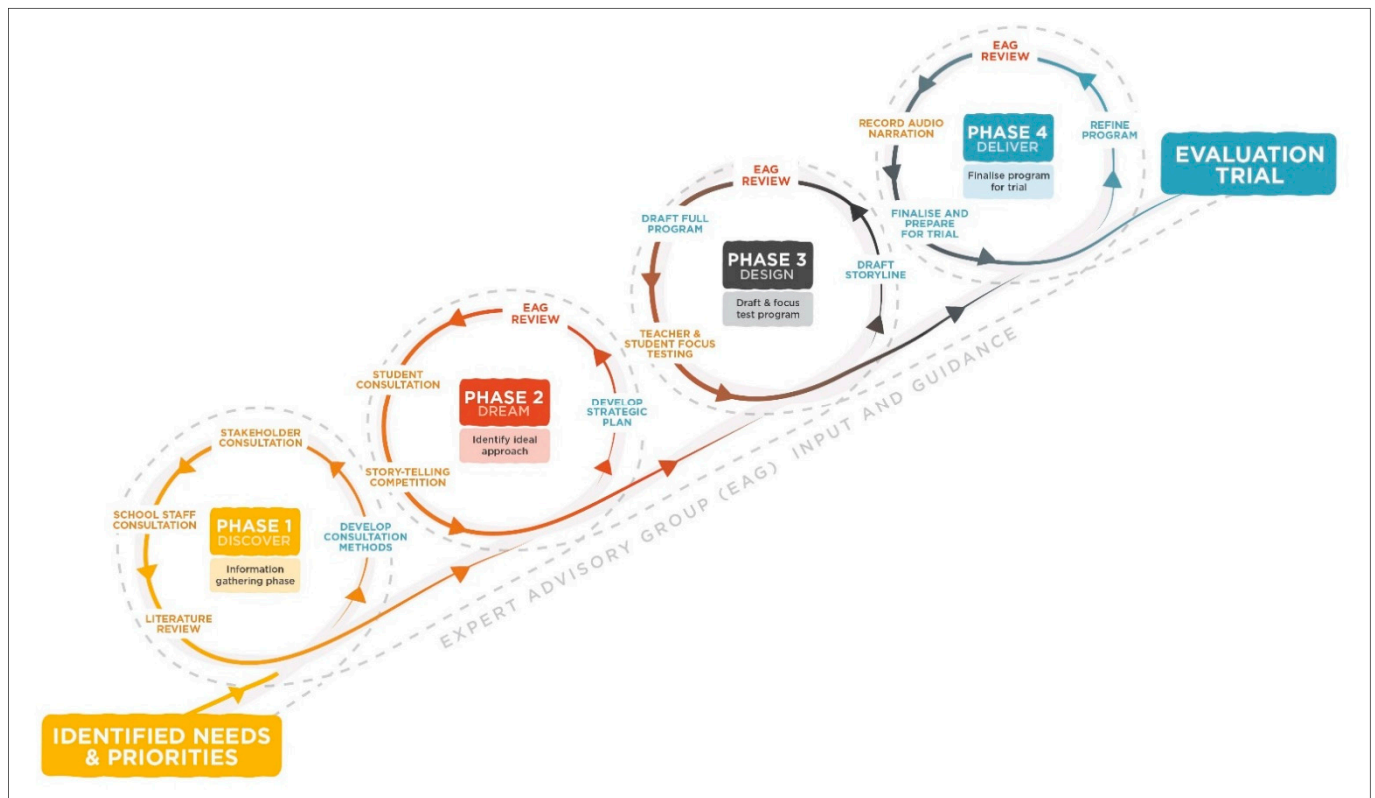 IDENTIFIED NEEDS
& PRIORITIES
PHASE 1
DISCOVER
Information
gathering phase
DEVELOP
CONSULTATION
METHODS
STAKEHOLDER
CONSULTATION
SCHOOL STAFF
CONSULTATION
LITERATURE
REVIEW
PHASE 2
DREAM
Identify ideal
approach
DEVELOP
STRATEGIC
PLAN
EAG
REVIEW
STUDENT
CONSULTATION
STORY-TELLING
COMPETITION
PHASE 3
DESIGN
Draft & focus
test program
DRAFT
STORYLINE
EAG
REVIEW
DRAFT FULL
PROGRAM
TEACHER &
STUDENT FOCUS
TESTING
PHASE 4
DELIVER
Finalise program
for trial
REFINE
PROGRAM
EAG
REVIEW
RECORD AUDIO
NARRATION
FINALISE AND
PREPARE
FOR TRIAL
EVALUATION
TRIAL
EXPERT ADVISORY GROUP (EAG) INPUT AND GUIDANCE